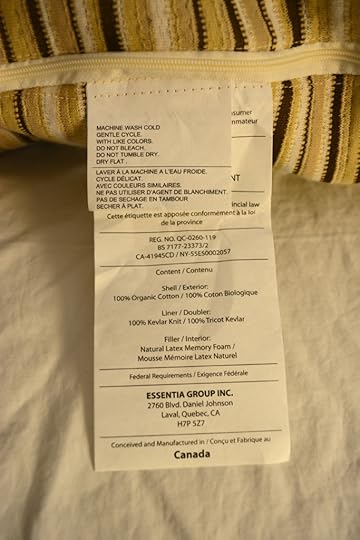 MACHINE WASH COLD
GENTLE CYCLE.
WITH LIKE COLORS.
DO NOT BLEACH.
DO NOT TUMBLE DRY.
DRY FLAT .
LAVER À LA MACHINE A L'EAU FROIDE.
CYCLE DÉLICAT.
AVEC COULEURS SIMILAIRES.
NE PAS UTILISER D'AGENT DE BLANCHIMENT.
PAS DE SECHAGE EN TAMBOUR
SECHER À PLAT.
nsumer
ommateur
NT
incial law
Cette étiquette est apposée conformément à la loi
de la province
REG. NO. QC-0260-119
BS 7177-23373/2
CA-41945CD / NY-55ES0002057
Content / Contenu
Shell / Exterior:
100% Organic Cotton / 100% Coton Biologique
Liner / Doubler:
100% Kevlar Knit / 100% Tricot Kevlar
Filler / Interior:
Natural Latex Memory Foam /
Mousse Mémoire Latex Naturel
Federal Requirements / Exigence Fédérale
ESSENTIA GROUP INC.
2760 Blvd. Daniel Johnson
Laval, Quebec, CA
H7P 5Z7
Conceived and Manufactured in / Conçu et Fabrique au
Canada